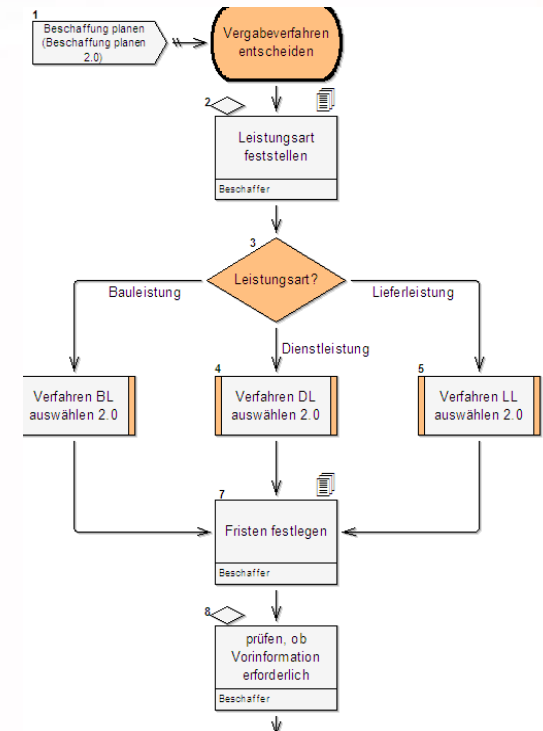 1
Beschaffung planen
(Beschaffung planen
2.0)
Vergabeverfahren
entscheiden
2
Leistungsart
feststellen
Beschaffer
3
Leistungsart?
Bauleistung
Lieferleistung
Dienstleistung
Verfahren BL
auswählen 2.0
4
Verfahren DL
auswählen 2.0
5
Verfahren LL
auswählen 2.0
7
Fristen festlegen
Beschaffer
8
prüfen, ob
Vorinformation
erforderlich
Beschaffer